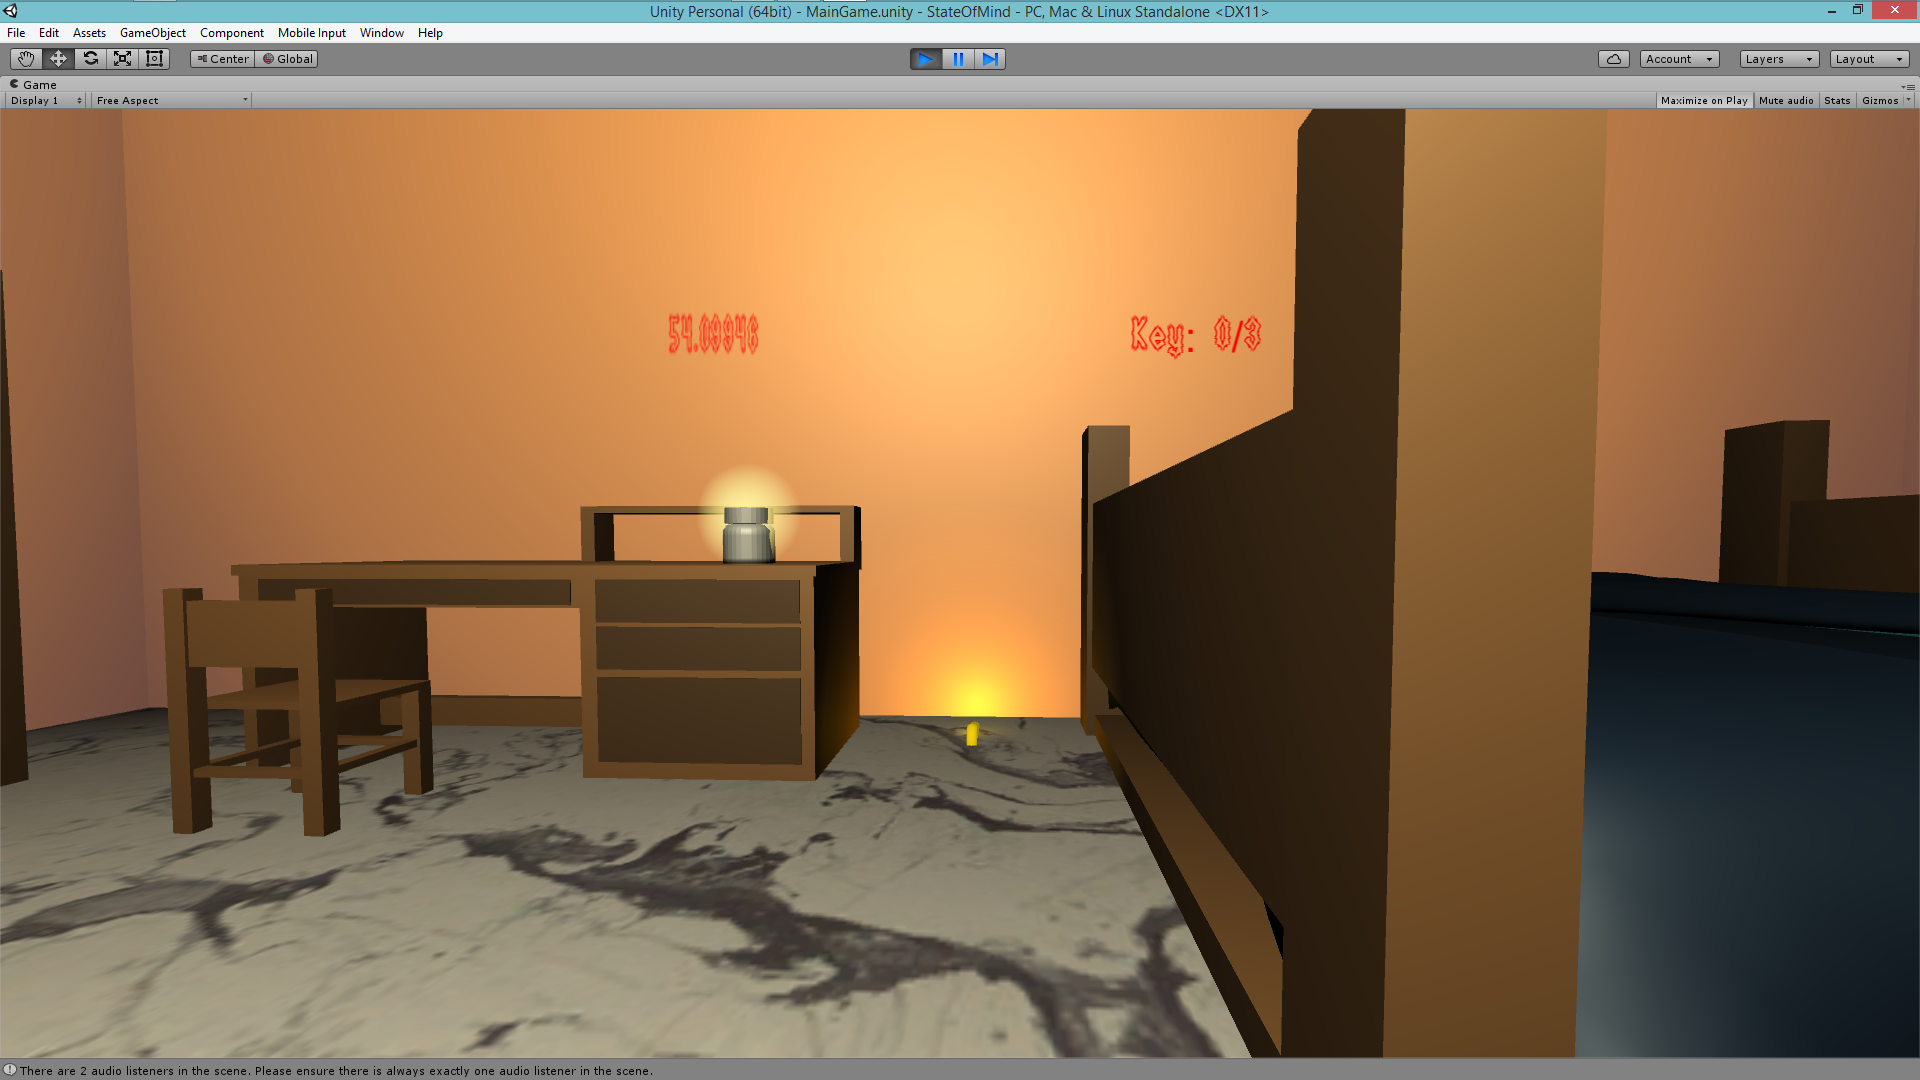 Unity Personal (64bit) - MainGame.unity - StateOfMind - PC, Mac & Linux Standalone <DX11>
File Edit Assets GameObject Component Mobile Input Window Help
Center Global Account Layers Layout
Game
Display 1 Free Aspect Maximize on Play Mute audio Stats Gizmos
54.09946 Key: 0/3
There are 2 audio listeners in the scene. Please ensure there is always exactly one audio listener in the scene.